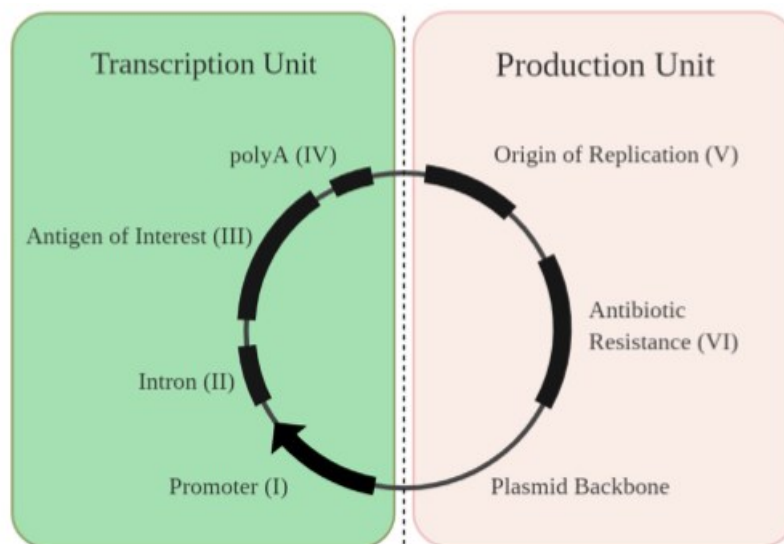 Transcription Unit
Production Unit
polyA (IV)
Origin of Replication (V)
Antigen of Interest (III)
Antibiotic
Resistance (VI)
Intron (II)
Promoter (I)
Plasmid Backbone